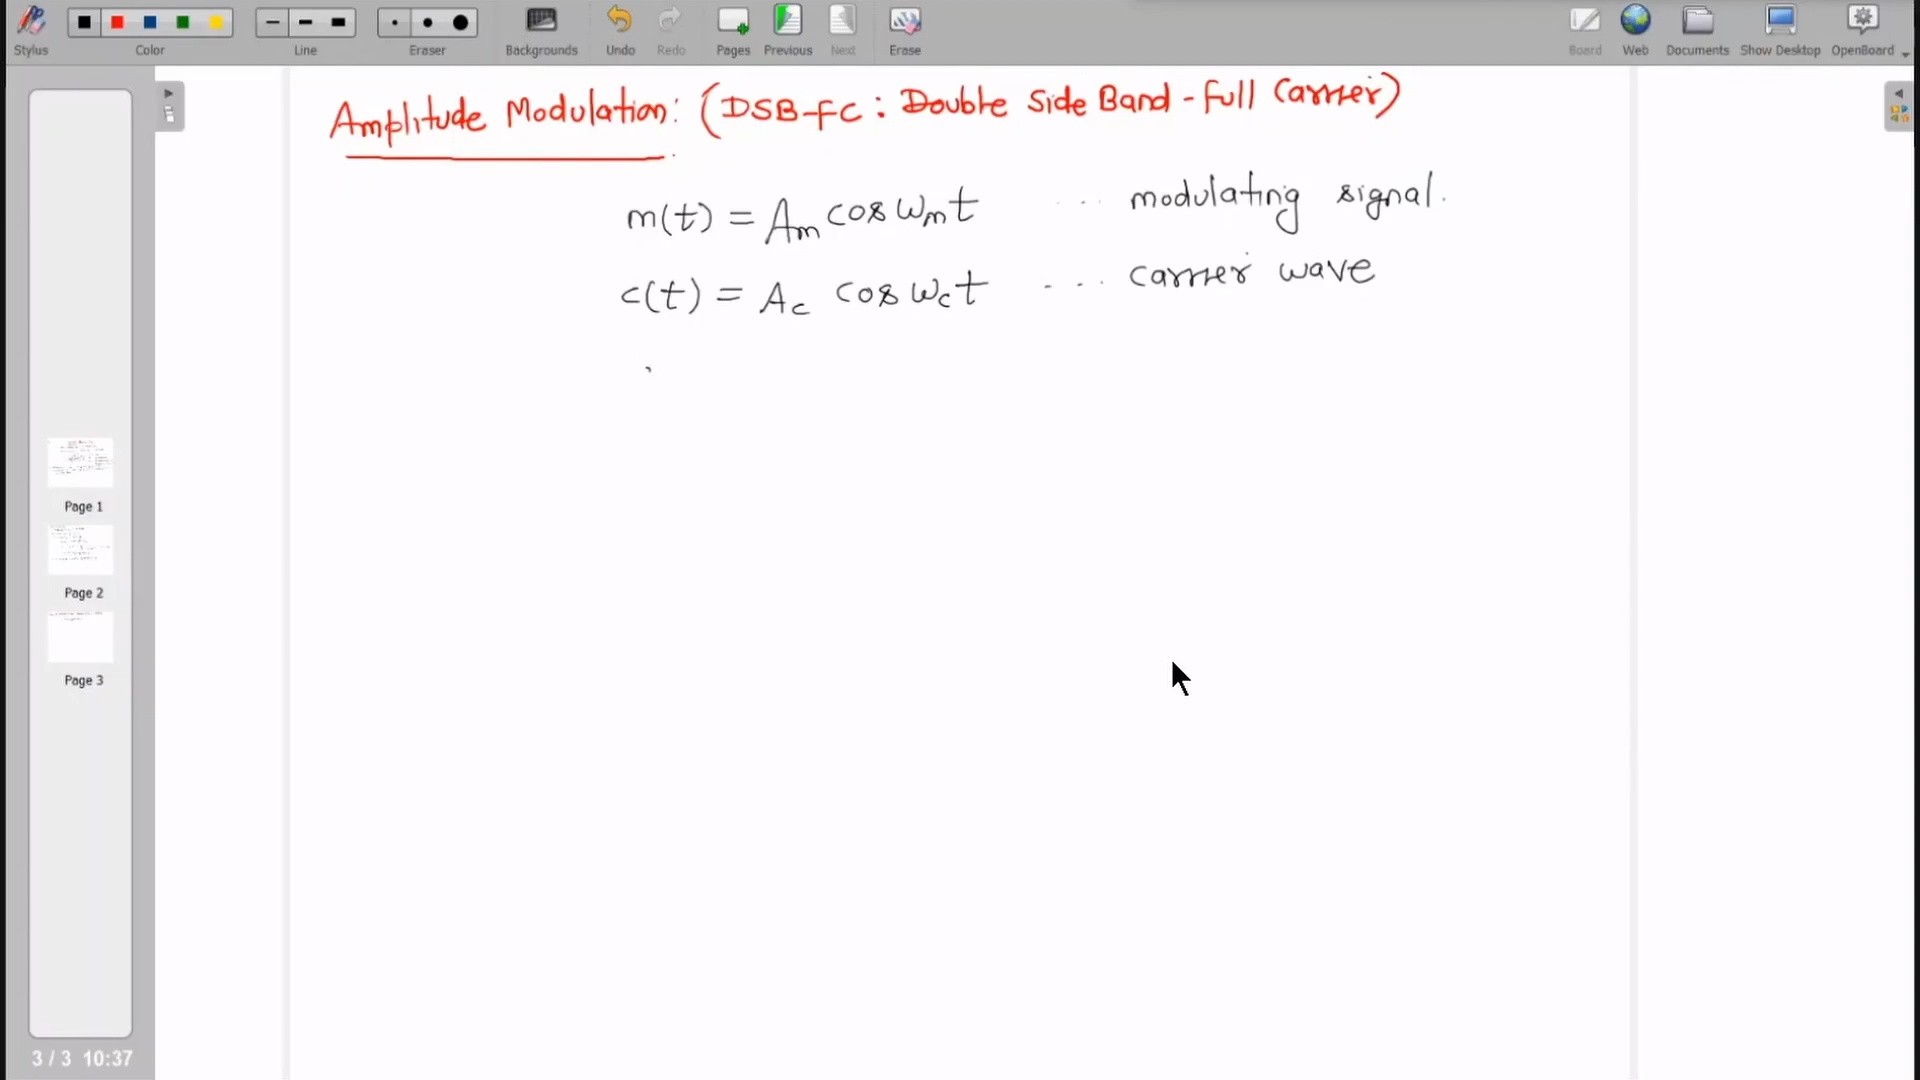 Stylus Color Line Eraser Backgrounds Undo Redo Pages Previous Next Erase Board Web Documents Show Desktop OpenBoard
Amplitude Modulation: (DSB-FC: Double Side Band - Full Carrier)
m(t) = Am cos ωmt ... modulating signal.
c(t) = Ac cos ωct ... carrier wave
Page 1
Page 2
Page 3
3 / 3 10:37